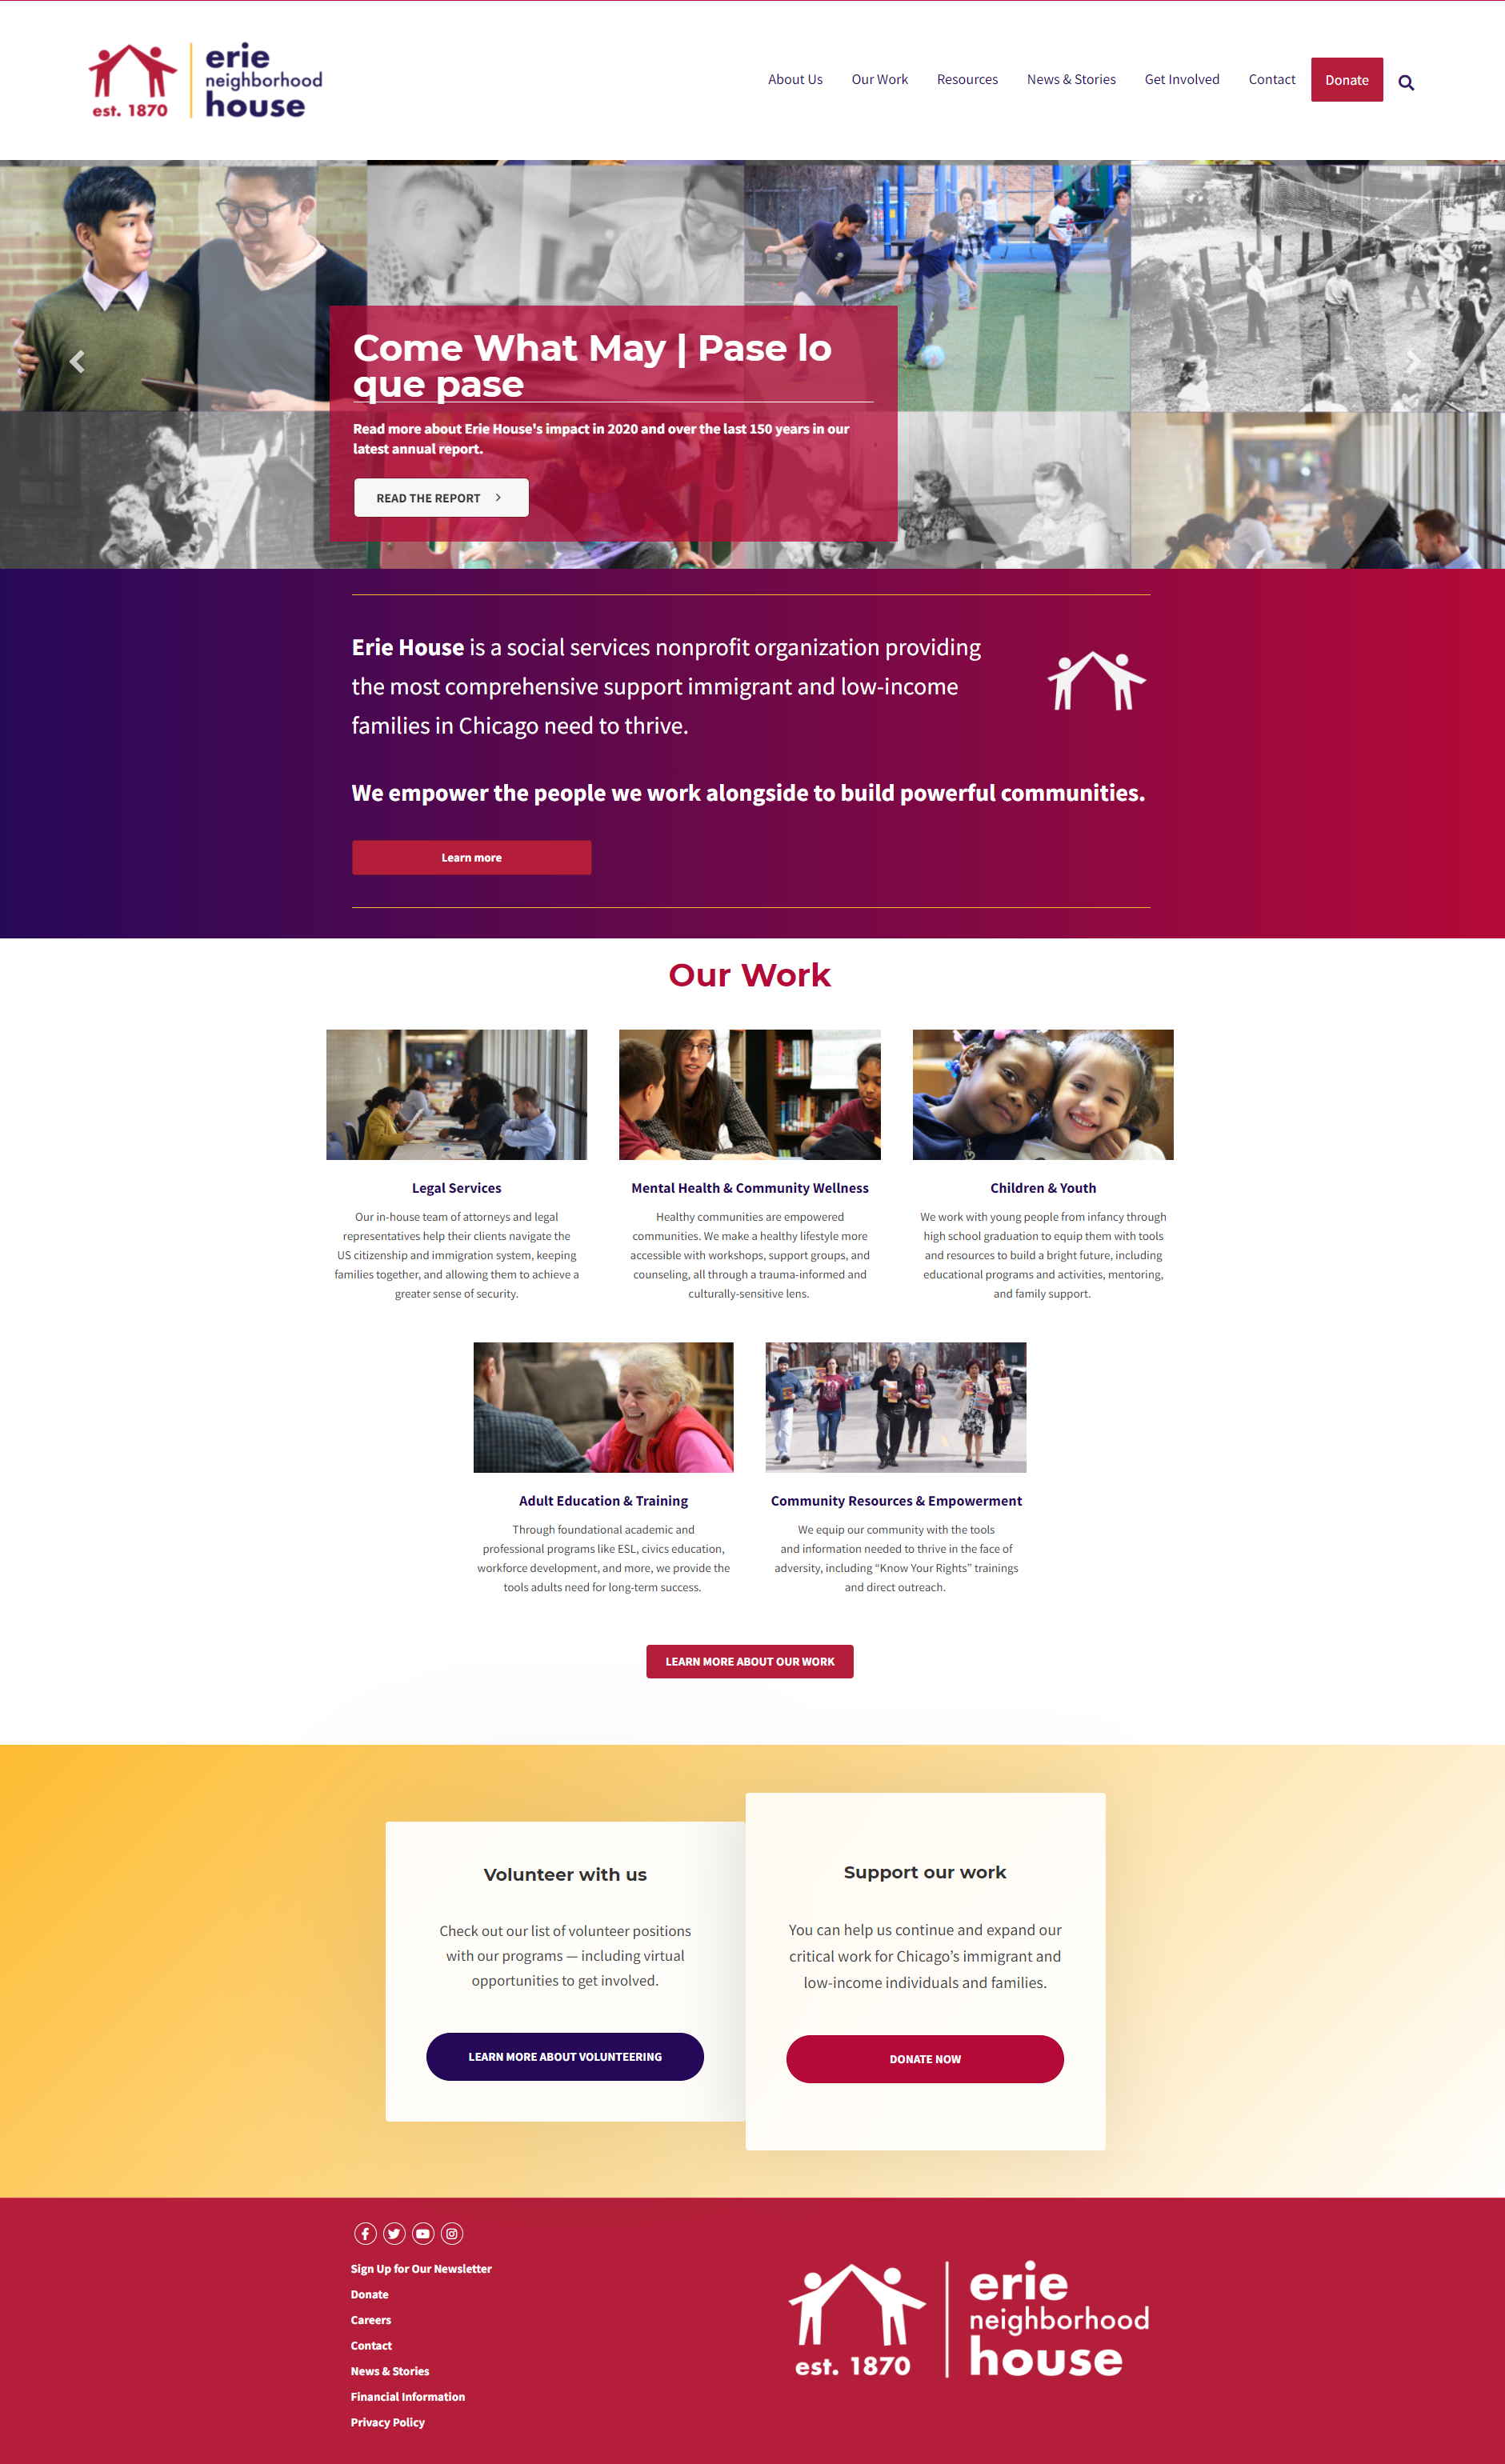 erie
neighborhood
house
est. 1870
About Us
Our Work
Resources
News & Stories
Get Involved
Contact
Donate
Come What May | Pase lo
que pase
Read more about Erie House's impact in 2020 and over the last 150 years in our
latest annual report.
READ THE REPORT
Erie House is a social services nonprofit organization providing
the most comprehensive support immigrant and low-income
families in Chicago need to thrive.
We empower the people we work alongside to build powerful communities.
Learn more
Our Work
Legal Services
Our in-house team of attorneys and legal
representatives help their clients navigate the
US citizenship and immigration system, keeping
families together, and allowing them to achieve a
greater sense of security.
Mental Health & Community Wellness
Healthy communities are empowered
communities. We make a healthy lifestyle more
accessible with workshops, support groups, and
counseling, all through a trauma-informed and
culturally-sensitive lens.
Children & Youth
We work with young people from infancy through
high school graduation to equip them with tools
and resources to build a bright future, including
educational programs and activities, mentoring,
and family support.
Adult Education & Training
Through foundational academic and
professional programs like ESL, civics education,
workforce development, and more, we provide the
tools adults need for long-term success.
Community Resources & Empowerment
We equip our community with the tools
and information needed to thrive in the face of
adversity, including “Know Your Rights” trainings
and direct outreach.
LEARN MORE ABOUT OUR WORK
Volunteer with us
Check out our list of volunteer positions
with our programs — including virtual
opportunities to get involved.
LEARN MORE ABOUT VOLUNTEERING
Support our work
You can help us continue and expand our
critical work for Chicago’s immigrant and
low-income individuals and families.
DONATE NOW
Sign Up for Our Newsletter
Donate
Careers
Contact
News & Stories
Financial Information
Privacy Policy
erie
neighborhood
house
est. 1870